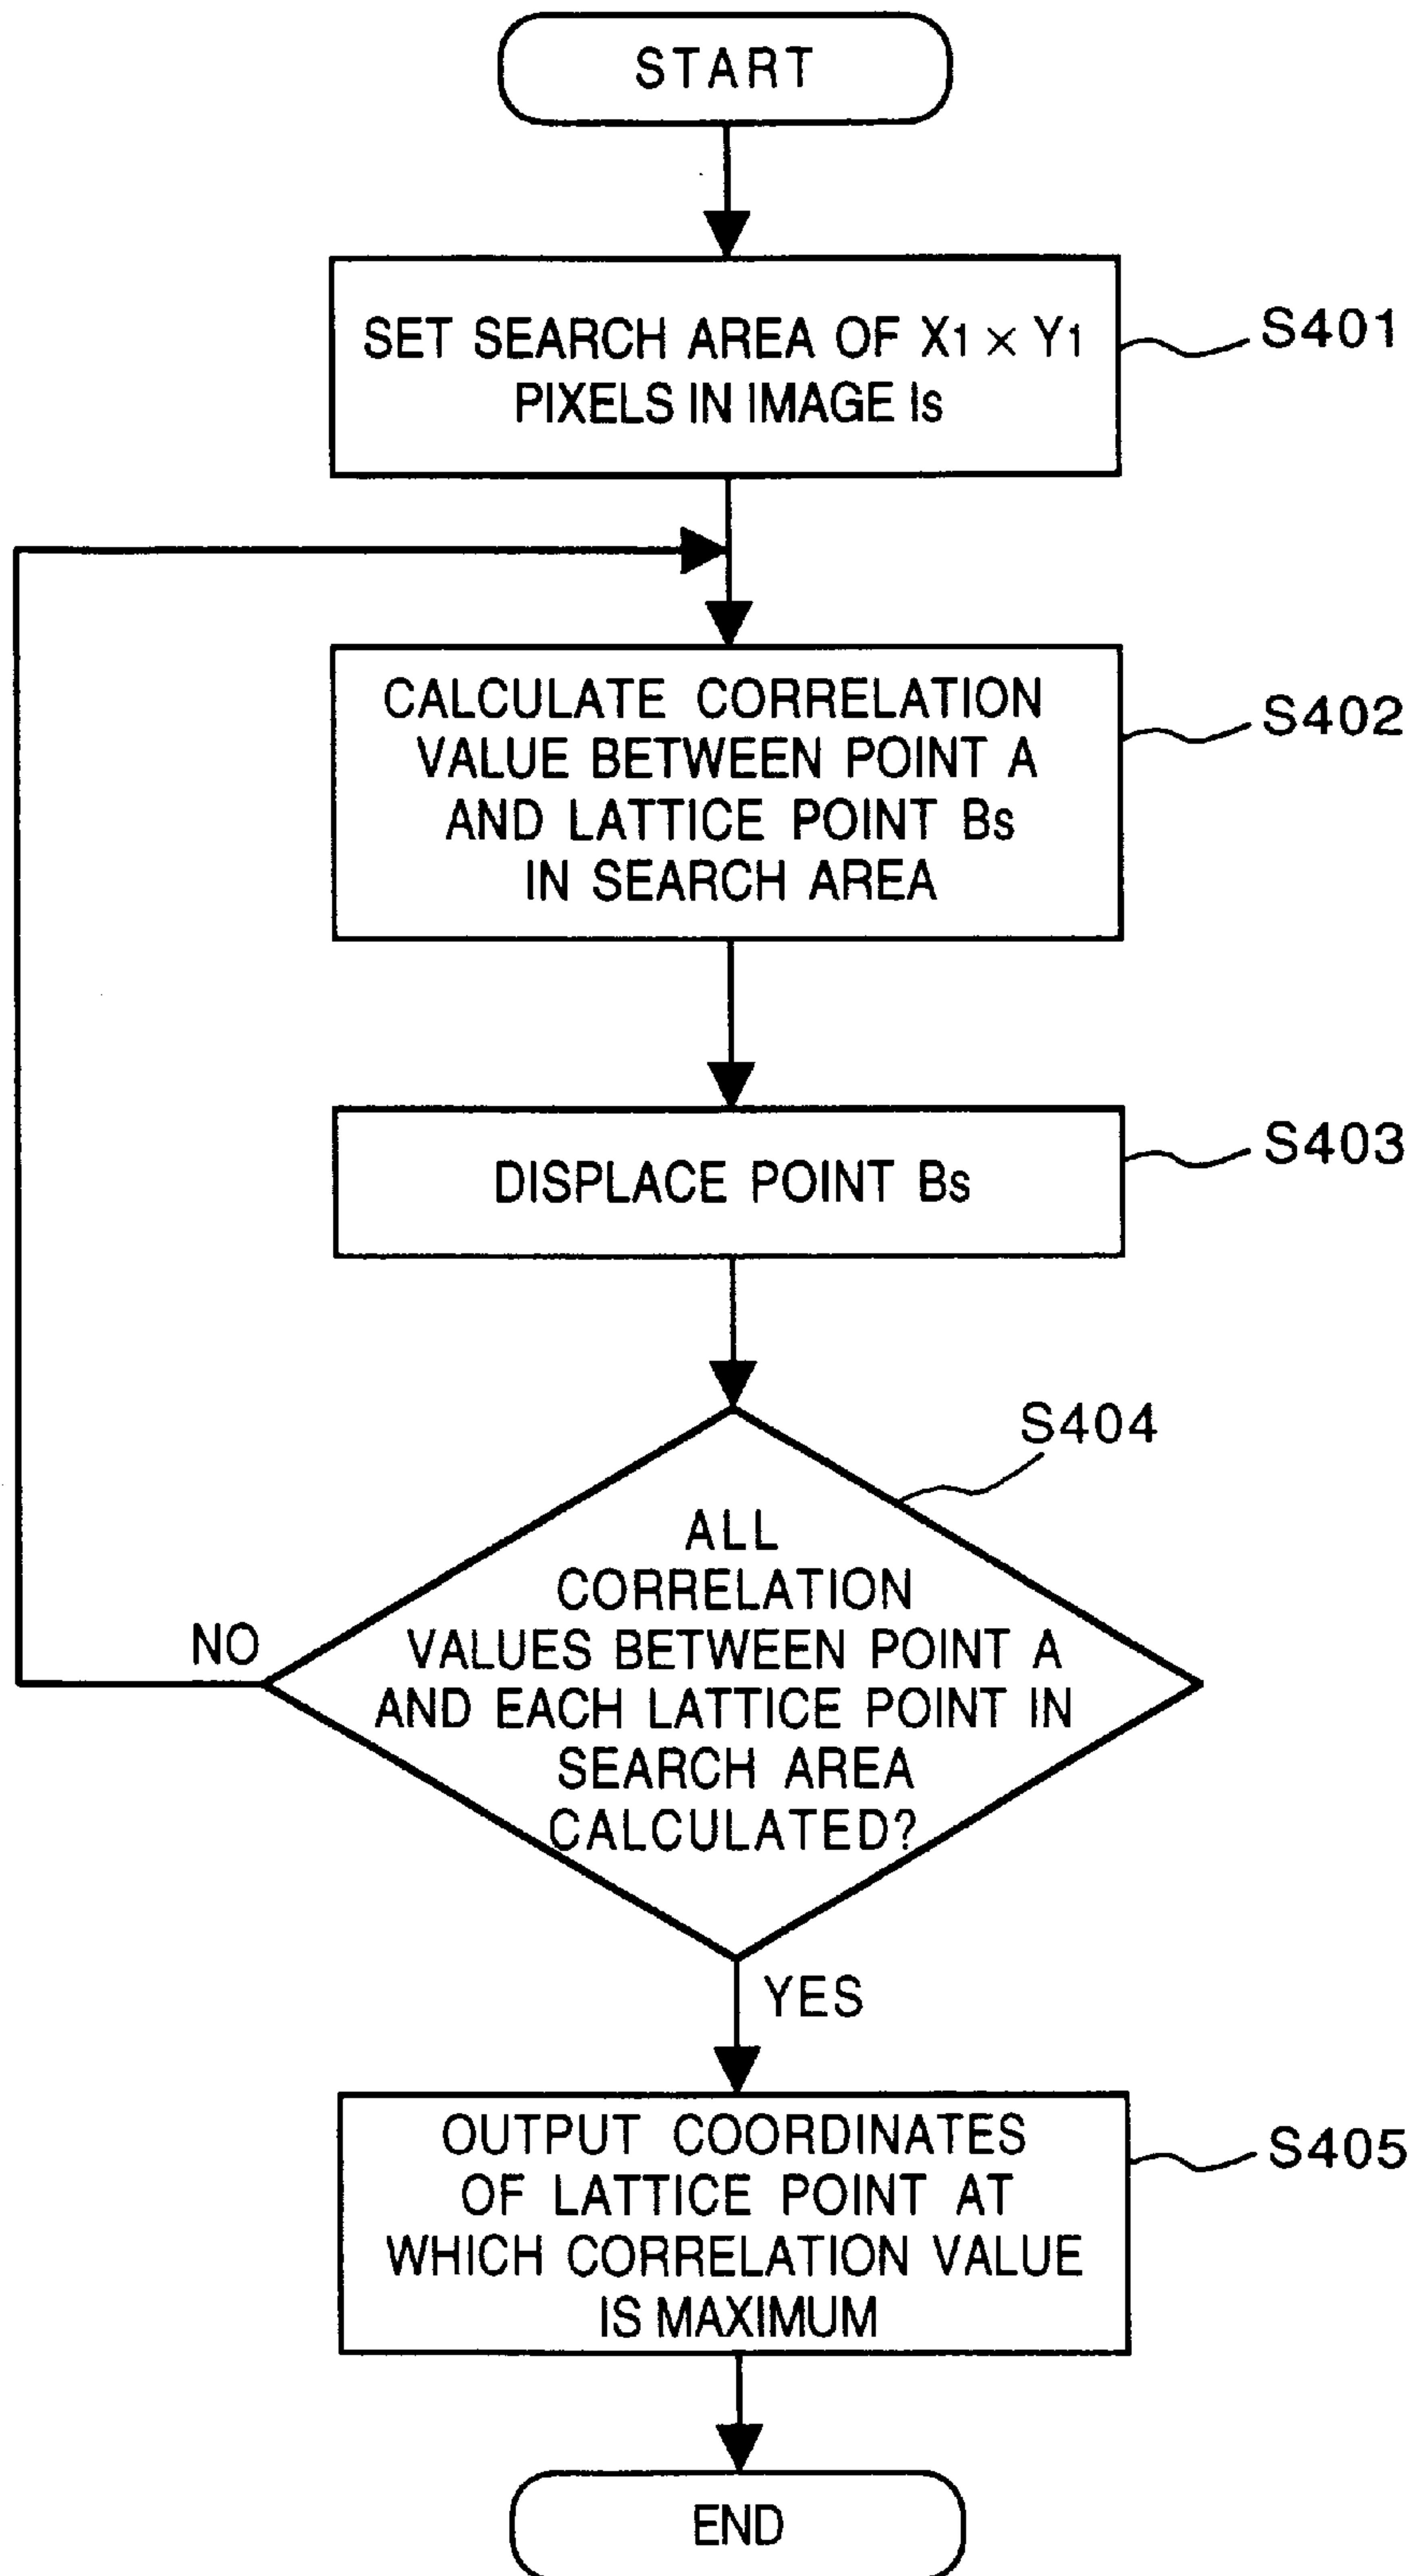 START
SET SEARCH AREA OF X1 × Y1
PIXELS IN IMAGE Is
S401
CALCULATE CORRELATION
VALUE BETWEEN POINT A
AND LATTICE POINT Bs
IN SEARCH AREA
S402
DISPLACE POINT Bs
S403
S404
ALL
CORRELATION
VALUES BETWEEN POINT A
AND EACH LATTICE POINT IN
SEARCH AREA
CALCULATED?
NO
YES
OUTPUT COORDINATES
OF LATTICE POINT AT
WHICH CORRELATION VALUE
IS MAXIMUM
S405
END